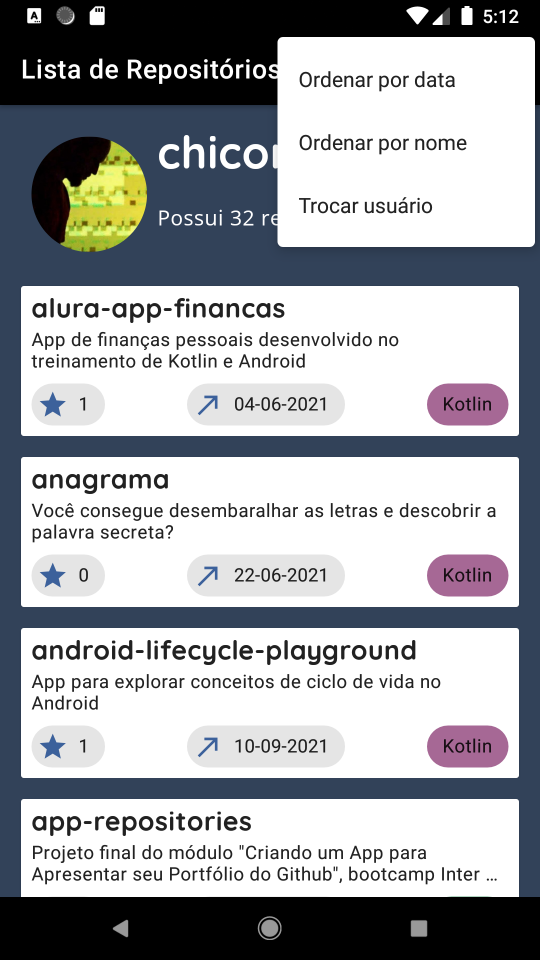 5:12
Lista de Repositórios
Ordenar por data
Ordenar por nome
Trocar usuário
Possui 32
alura-app-financas
App de finanças pessoais desenvolvido no
treinamento de Kotlin e Android
1
04-06-2021
Kotlin
anagrama
Você consegue desembaralhar as letras e descobrir a
palavra secreta?
0
22-06-2021
Kotlin
android-lifecycle-playground
App para explorar conceitos de ciclo de vida no
Android
1
10-09-2021
Kotlin
app-repositories
Projeto final do módulo "Criando um App para
Apresentar seu Portfólio do Github", bootcamp Inter ...